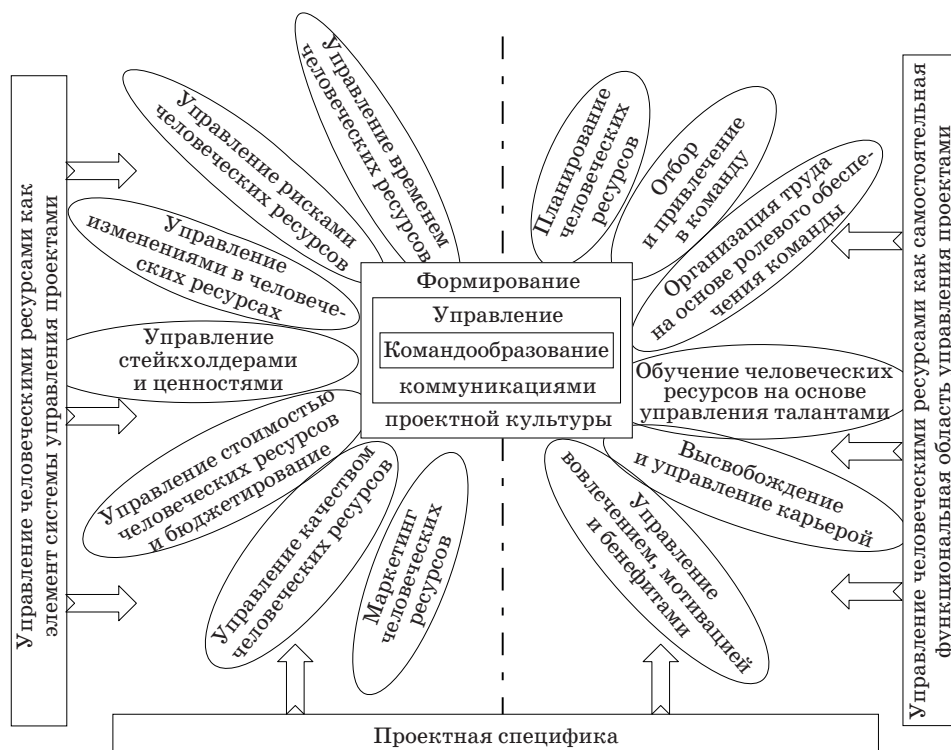 Управление человеческими ресурсами как
элемент системы управления проектами
Управление временем
человеческих ресурсов
Управление рисками
человеческих ресурсов
Управление
изменениями в человече-
ских ресурсах
Управление
стейкхолдерами
и ценностями
Управление стоимостью
человеческих ресурсов
и бюджетирование
Управление качеством
человеческих ресурсов
Маркетинг
человеческих
ресурсов
Формирование
Управление
Командообразование
коммуникациями
проектной культуры
Планирование
человеческих
ресурсов
Отбор
и привлечение
в команду
Организация труда
на основе ролевого обеспе-
чения команды
Обучение человеческих
ресурсов на основе
управления талантами
Высвобождение
и управление карьерой
Управление
вовлечением, мотивацией
и бенефитами
Управление человеческими ресурсами как самостоятельная
функциональная область управления проектами
Проектная специфика